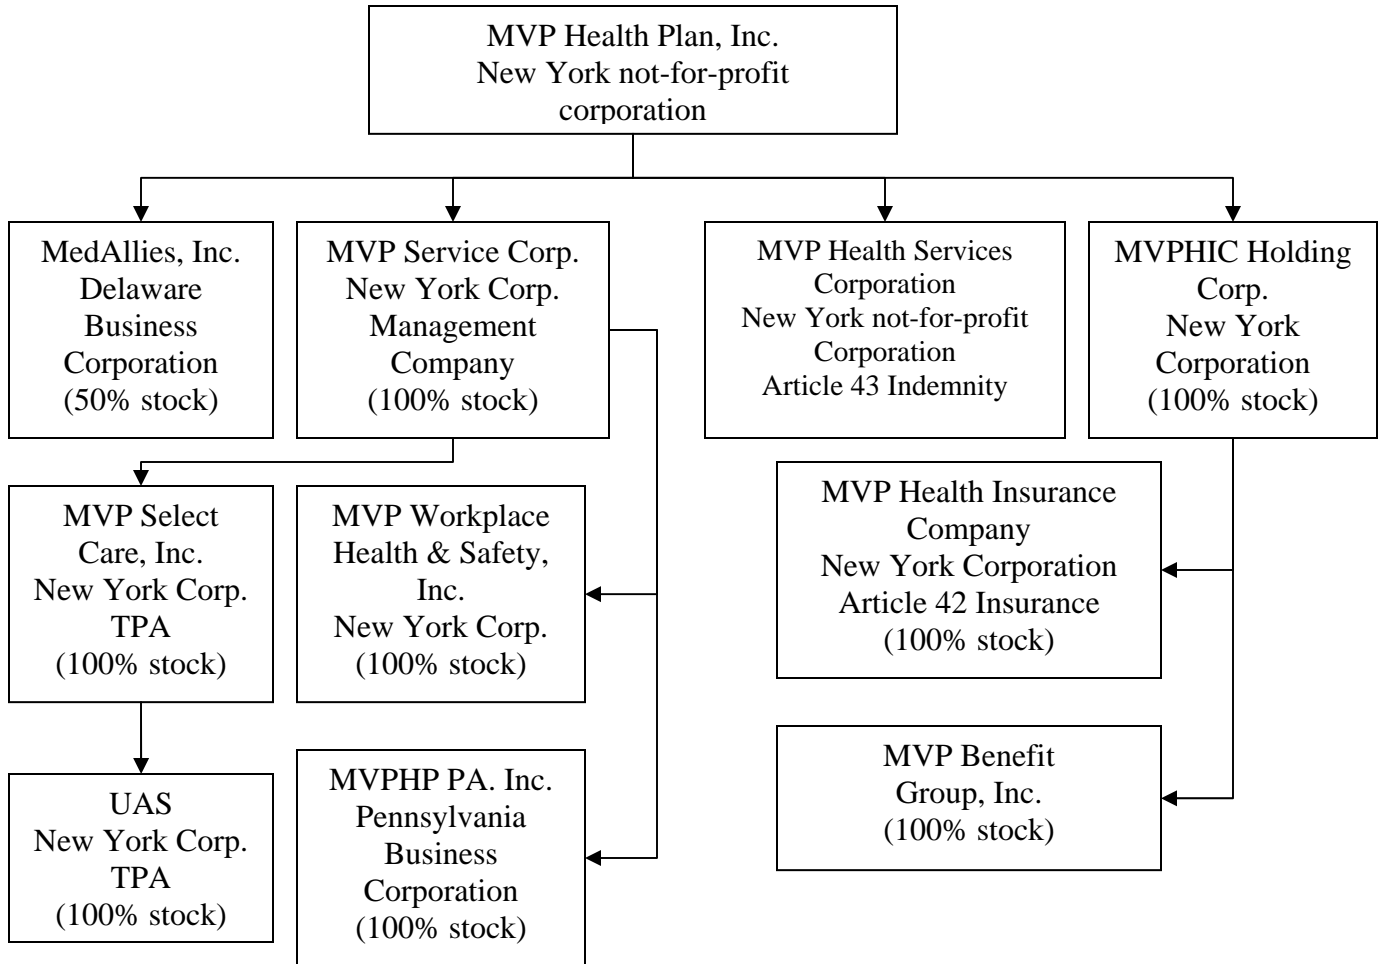 MVP Health Plan, Inc.
New York not-for-profit
corporation
MedAllies, Inc.
Delaware
Business
Corporation
(50% stock)
MVP Service Corp.
New York Corp.
Management
Company
(100% stock)
MVP Health Services
Corporation
New York not-for-profit
Corporation
Article 43 Indemnity
MVPHIC Holding
Corp.
New York
Corporation
(100% stock)
MVP Select
Care, Inc.
New York Corp.
TPA
(100% stock)
MVP Workplace
Health & Safety,
Inc.
New York Corp.
(100% stock)
MVP Health Insurance
Company
New York Corporation
Article 42 Insurance
(100% stock)
UAS
New York Corp.
TPA
(100% stock)
MVPHP PA. Inc.
Pennsylvania
Business
Corporation
(100% stock)
MVP Benefit
Group, Inc.
(100% stock)